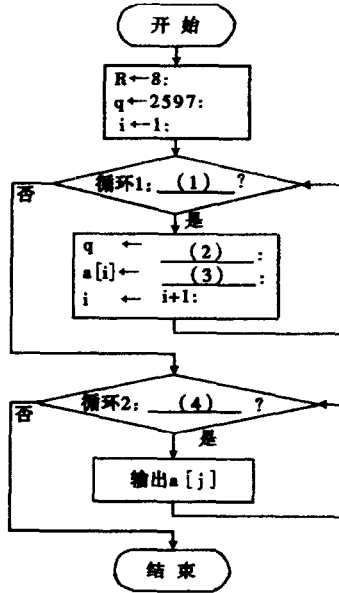 开 始
R←8:
q←2597:
i←1:
循环1: (1) ?
否
是
q ← (2) :
a[i]← (3) :
i ← i+1:
循环2: (4) ?
否
是
输出a[j]
结 束